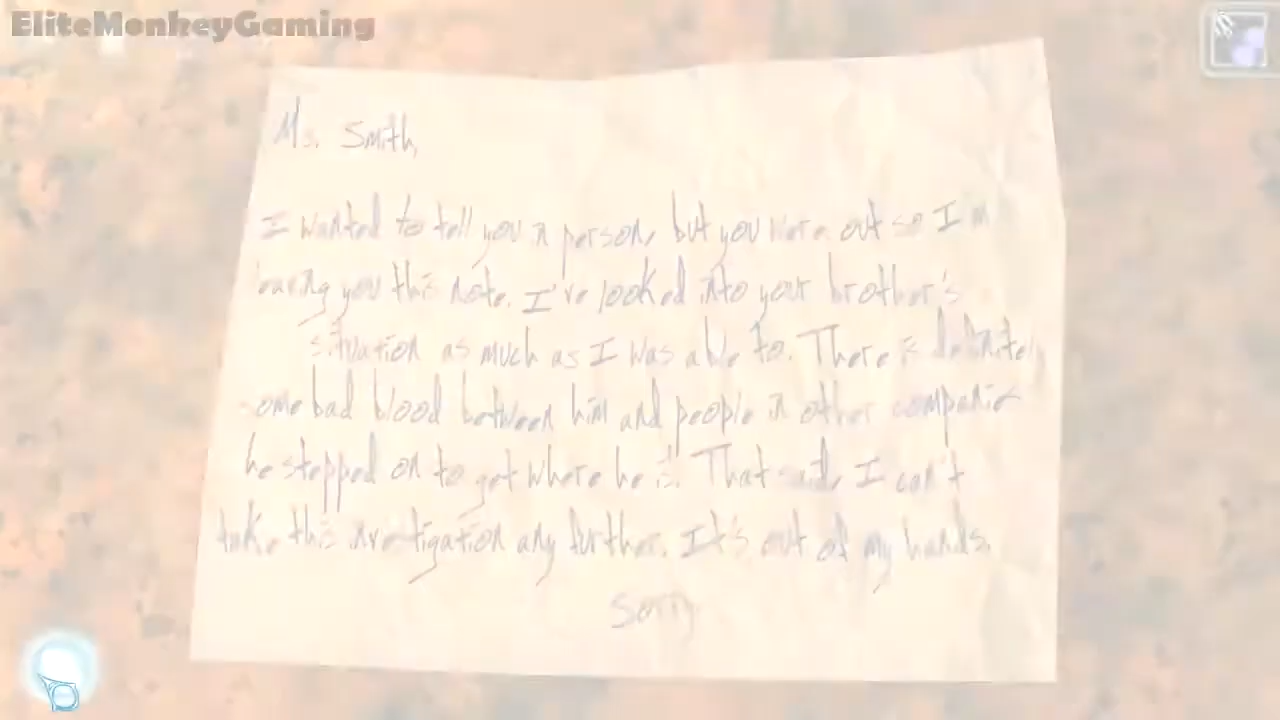 EliteMonkeyGaming
Ms. Smith,
I wanted to tell you in person, but you were out so I'm
leaving you this note. I've looked into your brother's
situation as much as I was able to. There is definitely
some bad blood between him and people in other companies
he stepped on to get where he is. That said, I can't
take this investigation any further. It's out of my hands.
Sorry